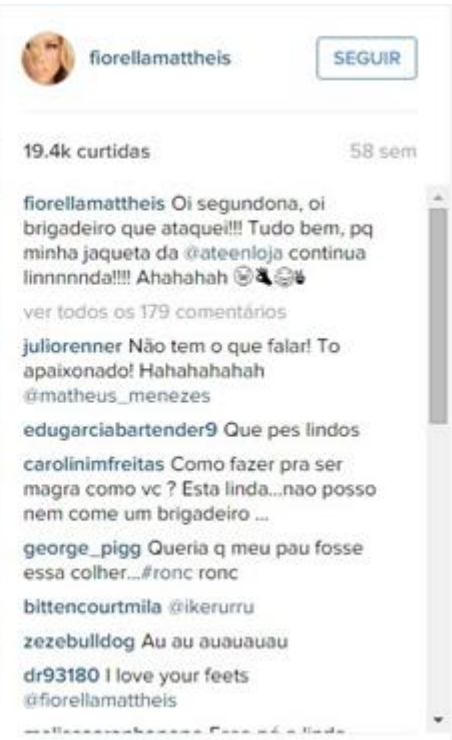 fiorellamattheis SEGUIR
19.4k curtidas 58 sem
fiorellamattheis Oi segundona, oi
brigadeiro que ataquei!!! Tudo bem, pq
minha jaqueta da @ateenloja continua
linnnnnda!!!! Ahahahah
ver todos os 179 comentários
juliorenner Não tem o que falar! To
apaixonado! Hahahahahah
@matheus_menezes
edugarciabartender9 Que pes lindos
carolinimfreitas Como fazer pra ser
magra como vc ? Esta linda...nao posso
nem come um brigadeiro ...
george_pigg Queria q meu pau fosse
essa colher...#ronc ronc
bittencourtmila @ikerurru
zezebulldog Au au auauauau
dr93180 I love your feets
@fiorellamattheis